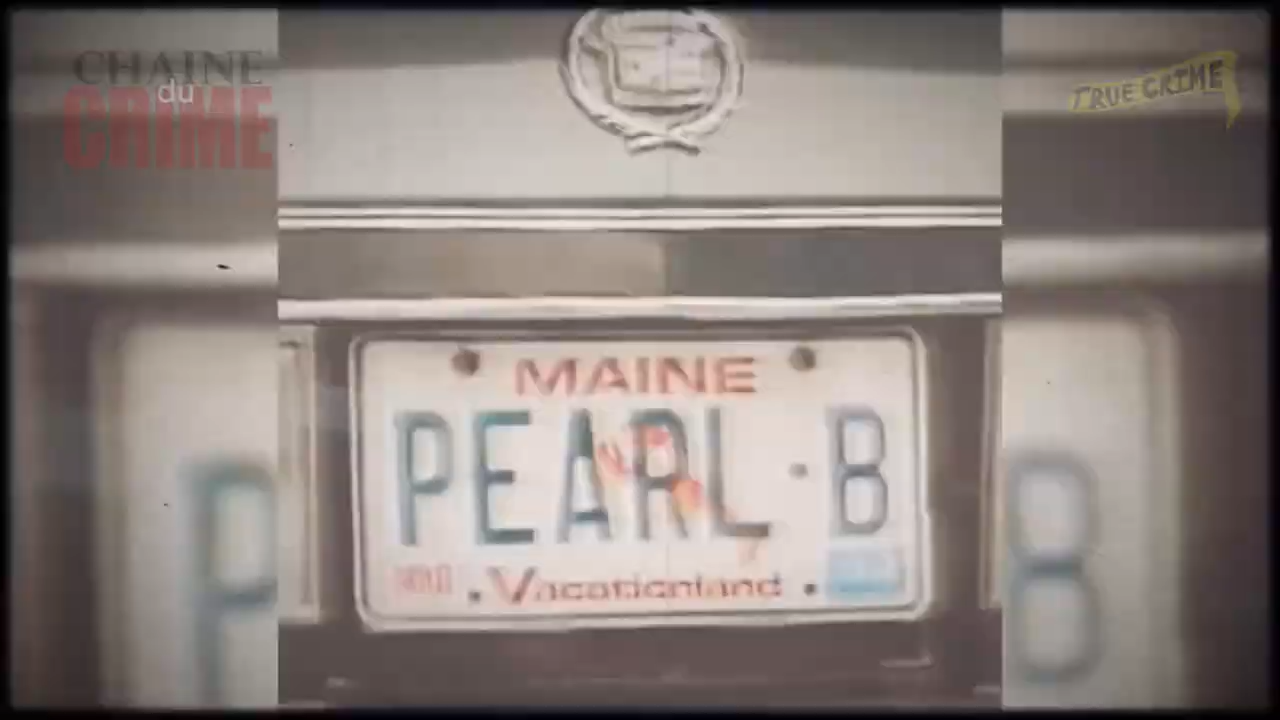 CHAINE
du
CRIME
TRUE CRIME
MAINE
PEARL·B
Vacationland
P
B